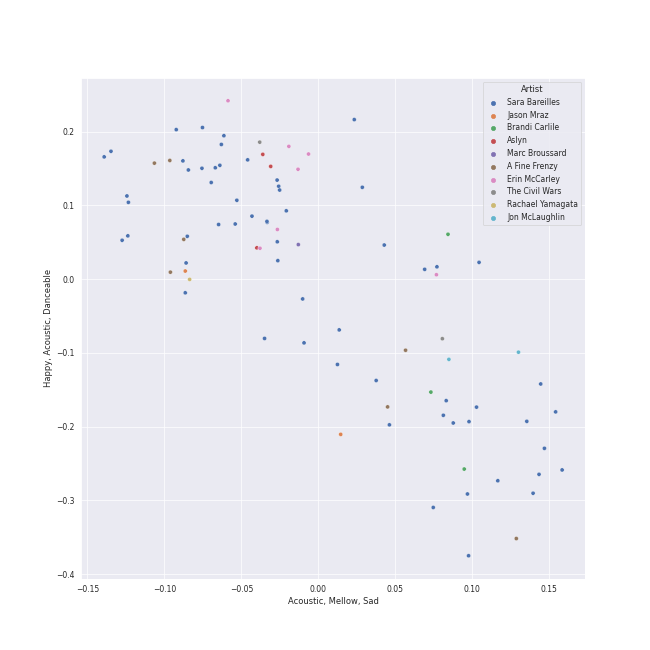 Artist
Sara Bareilles
Jason Mraz
Brandi Carlile
Aslyn
Marc Broussard
A Fine Frenzy
Erin McCarley
The Civil Wars
Rachael Yamagata
Jon McLaughlin
Happy, Acoustic, Danceable
0.2
0.1
0.0
−0.1
−0.2
−0.3
−0.4
−0.15 −0.10 −0.05 0.00 0.05 0.10 0.15
Acoustic, Mellow, Sad